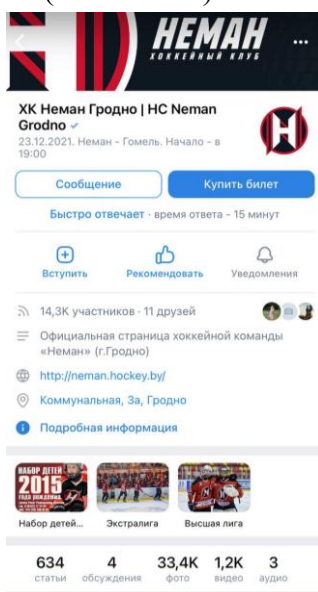 НЕМАН
ХОККЕЙНЫЙ КЛУБ
ХК Неман Гродно | HC Neman
Grodno
23.12.2021. Неман - Гомель. Начало - в
19:00
Сообщение
Купить билет
Быстро отвечает · время ответа - 15 минут
Вступить
Рекомендовать
Уведомления
14,3K участников · 11 друзей
Официальная страница хоккейной команды
«Неман» (г.Гродно)
http://neman.hockey.by/
Коммунальная, 3а, Гродно
Подробная информация
НАБОР ДЕТЕЙ
2015
ГОДА РОЖДЕНИЯ
Набор детей...
Экстралига
Высшая лига
634
4
33,4K
1,2K
3
статьи
обсуждения
фото
видео
аудио